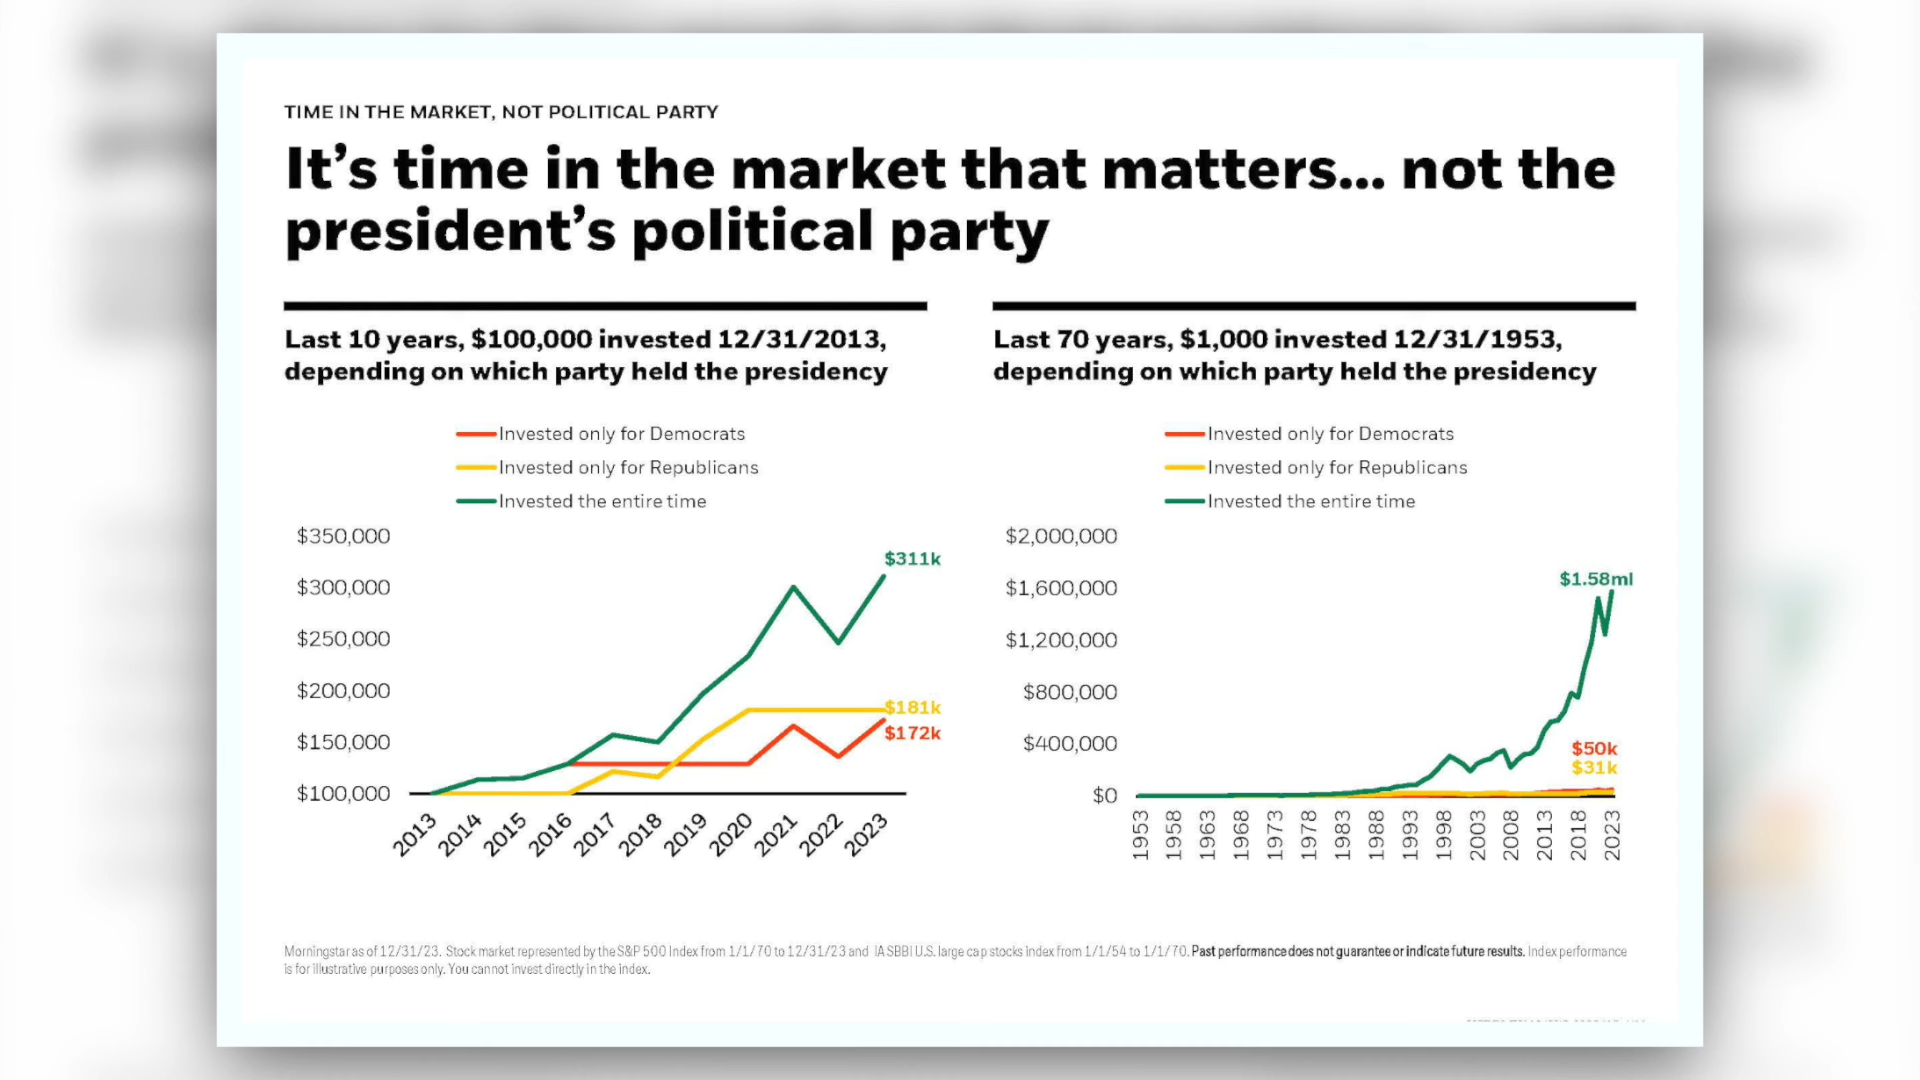 TIME IN THE MARKET, NOT POLITICAL PARTY
It’s time in the market that matters... not the
president’s political party
Last 10 years, $100,000 invested 12/31/2013,
depending on which party held the presidency
Invested only for Democrats
Invested only for Republicans
Invested the entire time
$350,000
$300,000
$250,000
$200,000
$150,000
$100,000
$311k
$181k
$172k
2013 2014 2015 2016 2017 2018 2019 2020 2021 2022 2023
Last 70 years, $1,000 invested 12/31/1953,
depending on which party held the presidency
Invested only for Democrats
Invested only for Republicans
Invested the entire time
$2,000,000
$1,600,000
$1,200,000
$800,000
$400,000
$0
$1.58ml
$50k
$31k
1953 1958 1963 1968 1973 1978 1983 1988 1993 1998 2003 2008 2013 2018 2023
Morningstar as of 12/31/23. Stock market represented by the S&P 500 Index from 1/1/70 to 12/31/23 and IA SBBI U.S. large cap stocks index from 1/1/54 to 1/1/70. Past performance does not guarantee or indicate future results. Index performance
is for illustrative purposes only. You cannot invest directly in the index.